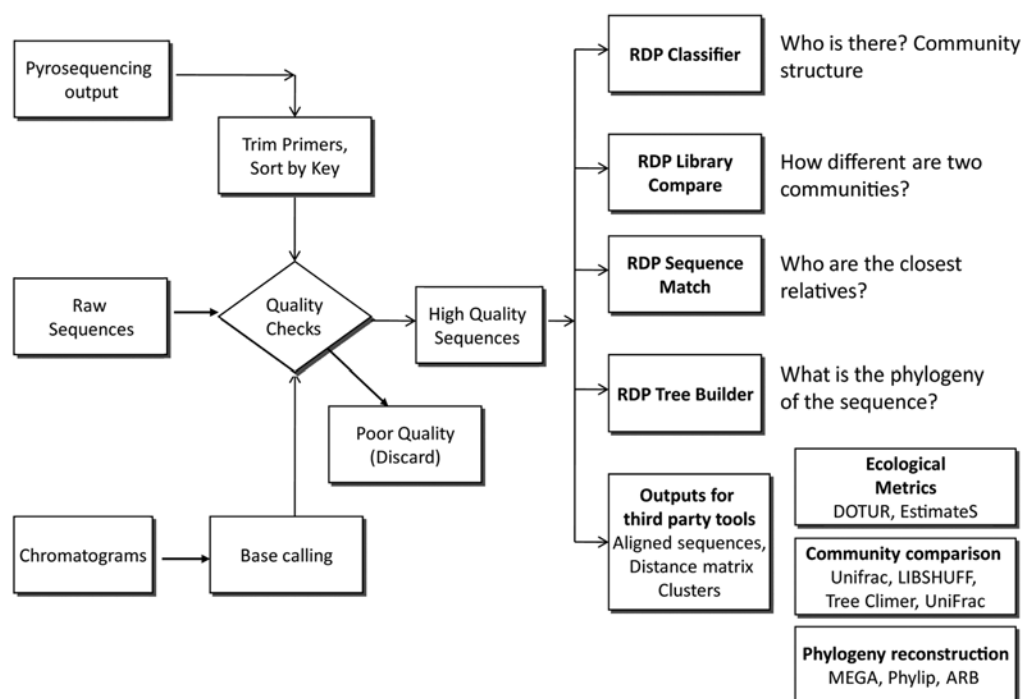 Pyrosequencing
output
Trim Primers,
Sort by Key
Raw
Sequences
Quality
Checks
High Quality
Sequences
Poor Quality
(Discard)
Chromatograms
Base calling
RDP Classifier
Who is there? Community
structure
RDP Library
Compare
How different are two
communities?
RDP Sequence
Match
Who are the closest
relatives?
RDP Tree Builder
What is the phylogeny
of the sequence?
Outputs for
third party tools
Aligned sequences,
Distance matrix
Clusters
Ecological
Metrics
DOTUR, EstimateS
Community comparison
Unifrac, LIBSHUFF,
Tree Climer, UniFrac
Phylogeny reconstruction
MEGA, Phylip, ARB